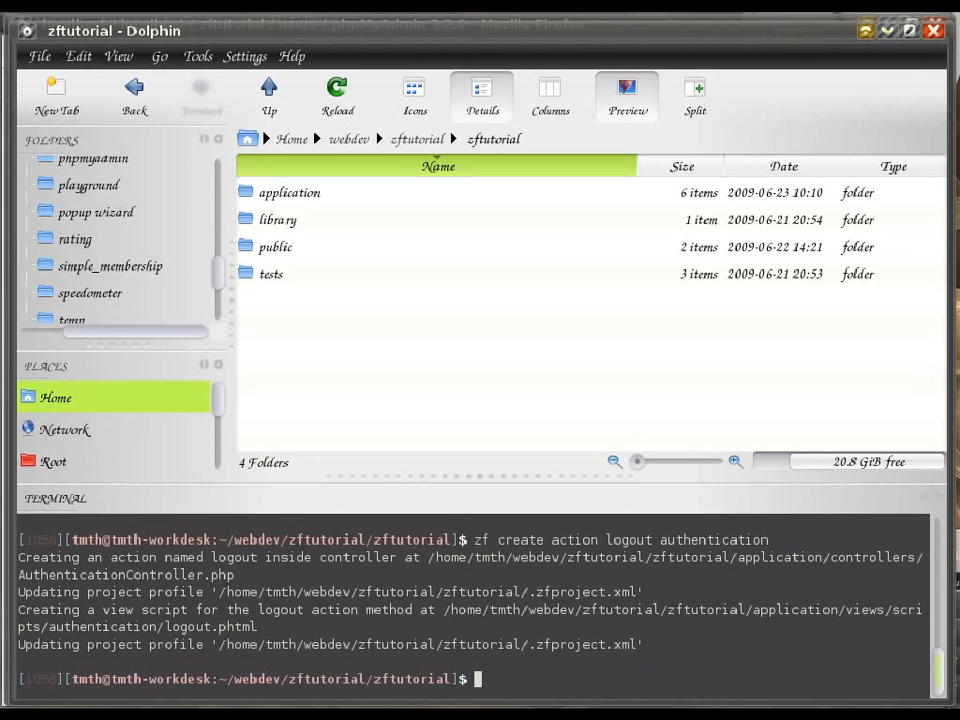 zftutorial - Dolphin
File Edit View Go Tools Settings Help
New Tab Back Forward Up Reload Icons Details Columns Preview Split
FOLDERS
Home webdev zftutorial zftutorial
Name Size Date Type
phpmyadmin
playground
popup wizard
rating
simple_membership
speedometer
temp
application 6 items 2009-06-23 10:10 folder
library 1 item 2009-06-21 20:54 folder
public 2 items 2009-06-22 14:21 folder
tests 3 items 2009-06-21 20:53 folder
PLACES
Home
Network
Root
4 Folders 20.8 GiB free
TERMINAL
[1056][tmth@tmth-workdesk:~/webdev/zftutorial/zftutorial]$ zf create action logout authentication
Creating an action named logout inside controller at /home/tmth/webdev/zftutorial/zftutorial/application/controllers/
AuthenticationController.php
Updating project profile '/home/tmth/webdev/zftutorial/zftutorial/.zfproject.xml'
Creating a view script for the logout action method at /home/tmth/webdev/zftutorial/zftutorial/application/views/scri
pts/authentication/logout.phtml
Updating project profile '/home/tmth/webdev/zftutorial/zftutorial/.zfproject.xml'
[1056][tmth@tmth-workdesk:~/webdev/zftutorial/zftutorial]$